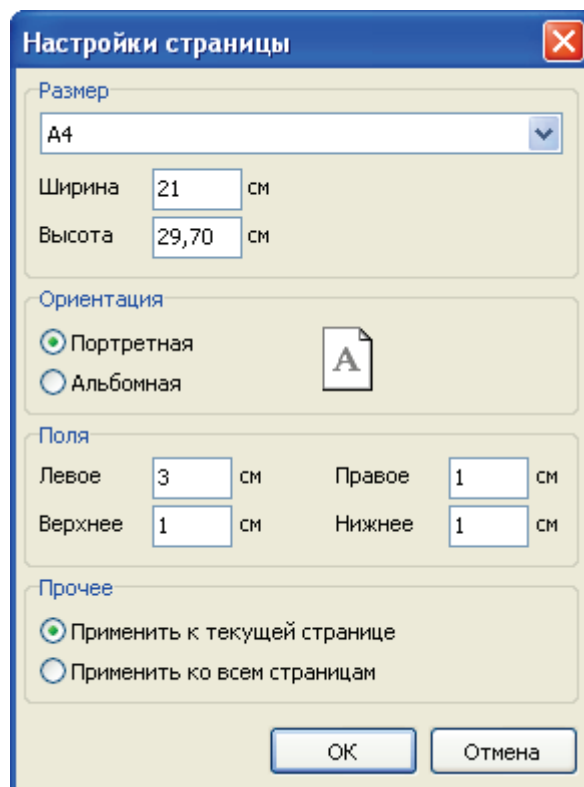 Настройки страницы
Размер
A4
Ширина 21 см
Высота 29,70 см
Ориентация
Портретная
A
Альбомная
Поля
Левое 3 см Правое 1 см
Верхнее 1 см Нижнее 1 см
Прочее
Применить к текущей странице
Применить ко всем страницам
OK Отмена